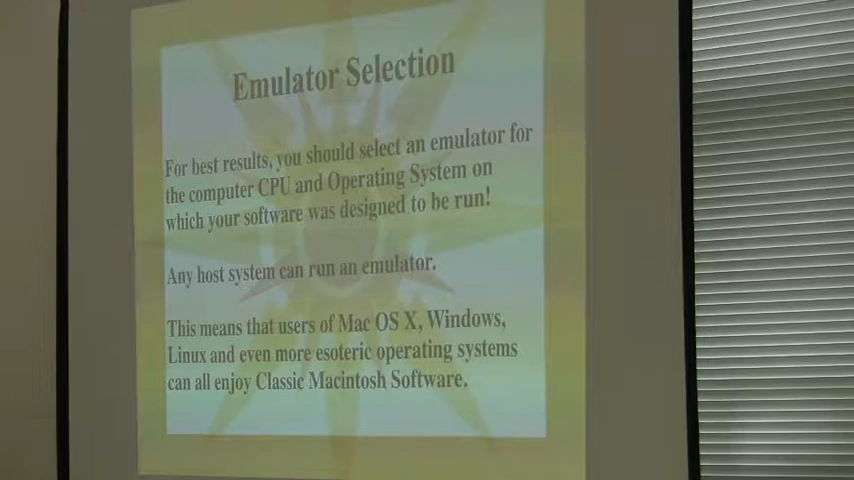 Emulator Selection
For best results, you should select an emulator for
the computer CPU and Operating System on
which your software was designed to be run!
Any host system can run an emulator.
This means that users of Mac OS X, Windows,
Linux and even more esoteric operating systems
can all enjoy Classic Macintosh Software.